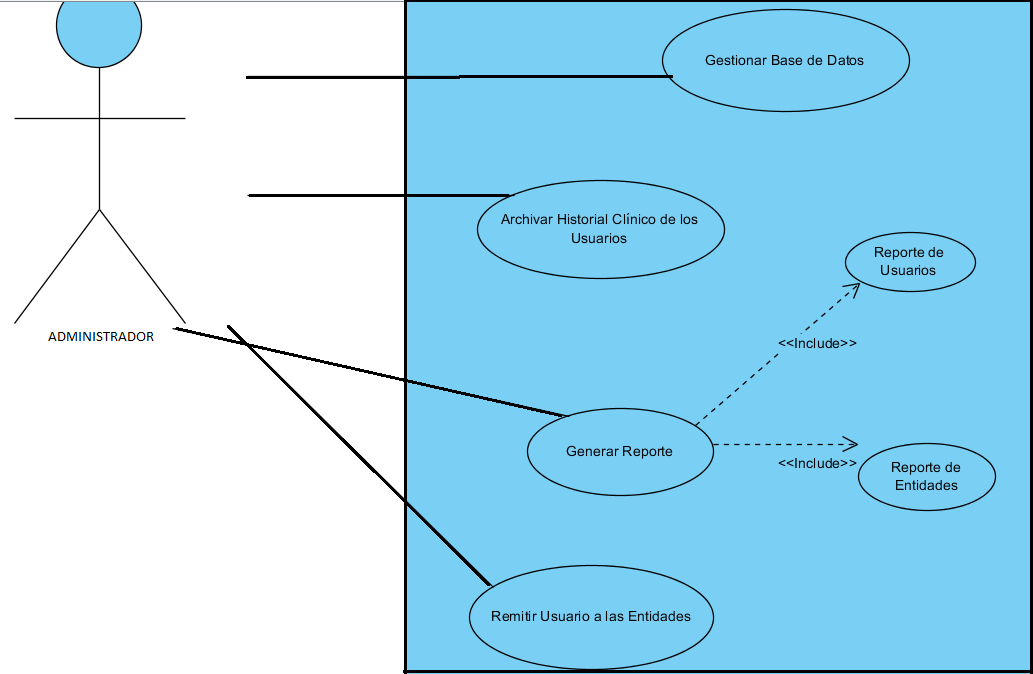 Gestionar Base de Datos
Archivar Historial Clínico de los
Usuarios
Reporte de
Usuarios
ADMINISTRADOR
<<Include>>
Generar Reporte
<<Include>>
Reporte de
Entidades
Remitir Usuario a las Entidades